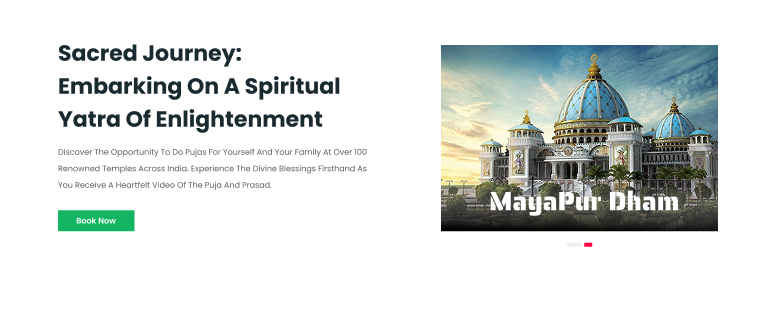 Sacred Journey:
Embarking On A Spiritual
Yatra Of Enlightenment
Discover The Opportunity To Do Pujas For Yourself And Your Family At Over 100
Renowned Temples Across India. Experience The Divine Blessings Firsthand As
You Receive A Heartfelt Video Of The Puja And Prasad.
Book Now
MayaPur Dham